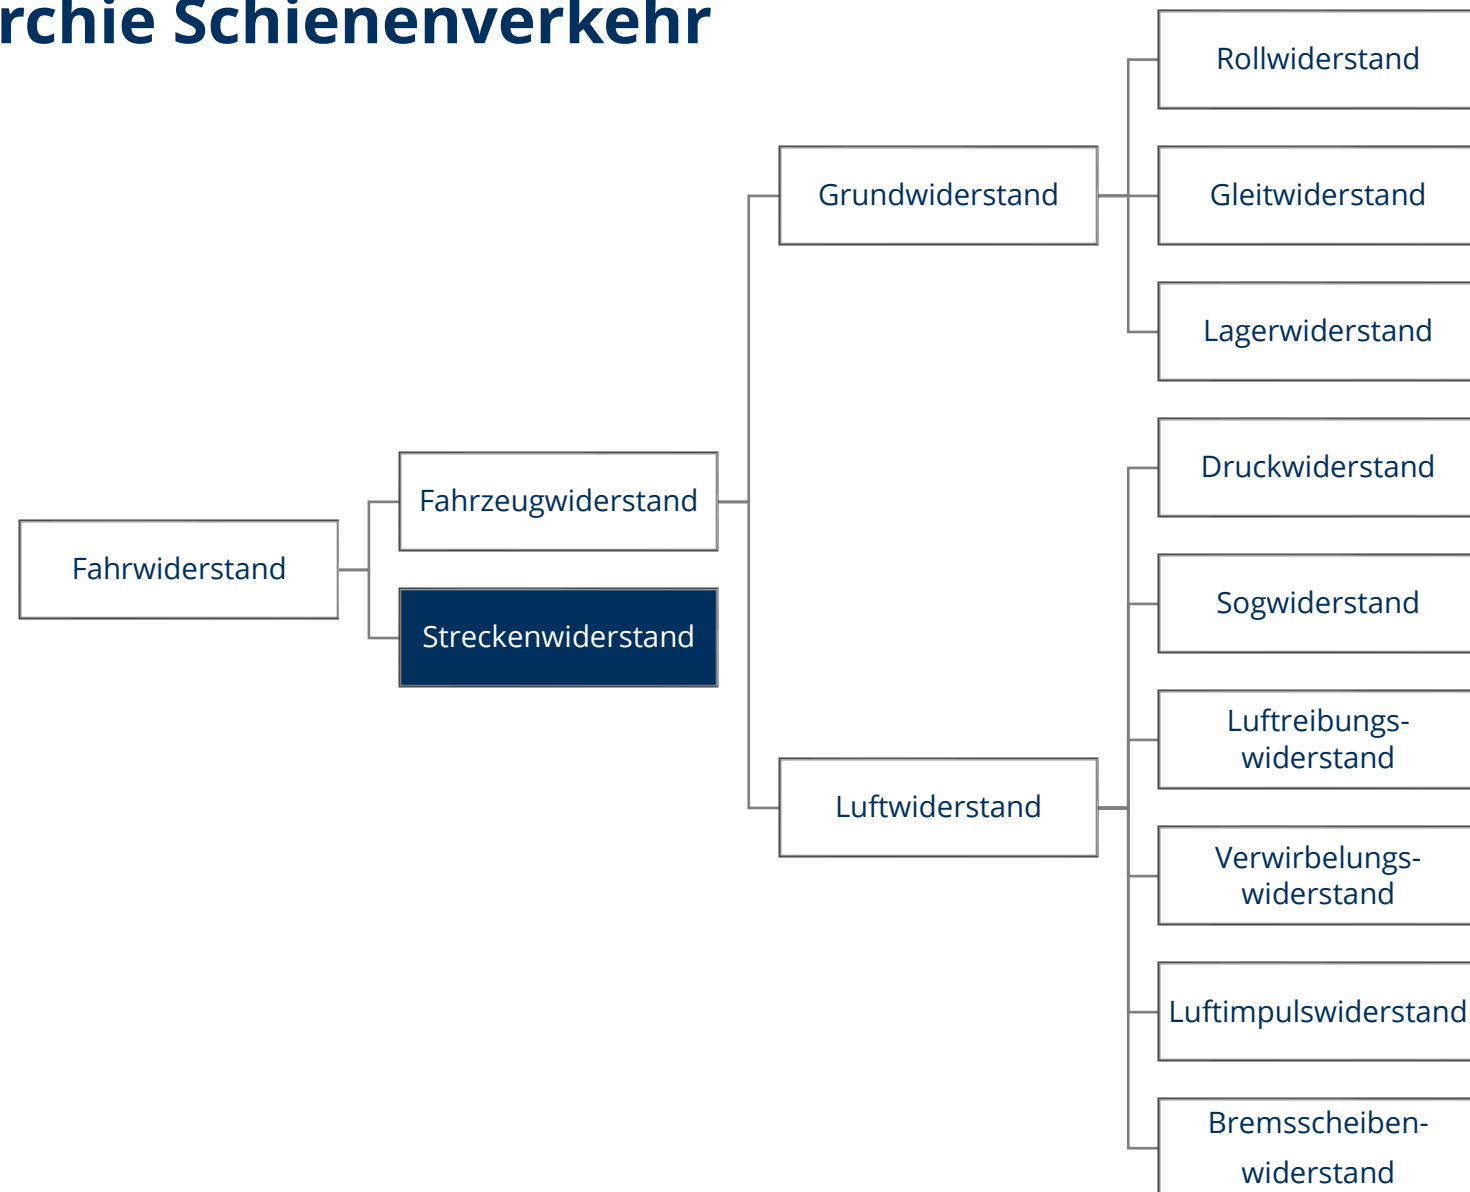 rchie Schienenverkehr
Rollwiderstand
Grundwiderstand
Gleitwiderstand
Lagerwiderstand
Druckwiderstand
Fahrzeugwiderstand
Fahrwiderstand
Sogwiderstand
Streckenwiderstand
Luftreibungs-
widerstand
Luftwiderstand
Verwirbelungs-
widerstand
Luftimpulswiderstand
Bremsscheiben-
widerstand